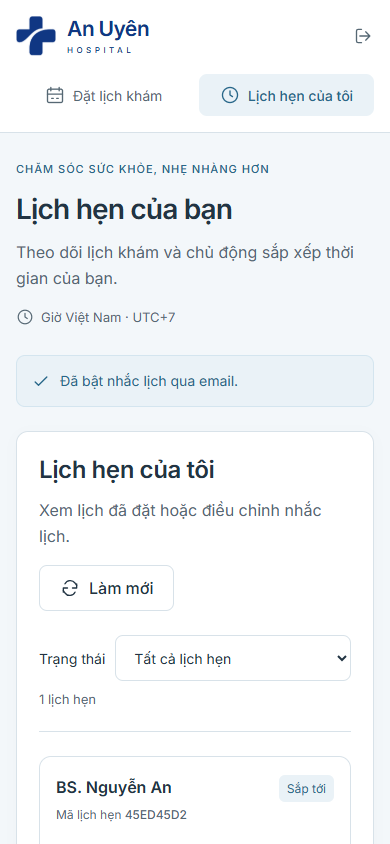 An Uyên
HOSPITAL
Đặt lịch khám
Lịch hẹn của tôi
CHĂM SÓC SỨC KHỎE, NHẸ NHÀNG HƠN
Lịch hẹn của bạn
Theo dõi lịch khám và chủ động sắp xếp thời
gian của bạn.
Giờ Việt Nam · UTC+7
Đã bật nhắc lịch qua email.
Lịch hẹn của tôi
Xem lịch đã đặt hoặc điều chỉnh nhắc
lịch.
Làm mới
Trạng thái
Tất cả lịch hẹn
1 lịch hẹn
BS. Nguyễn An
Sắp tới
Mã lịch hẹn 45ED45D2